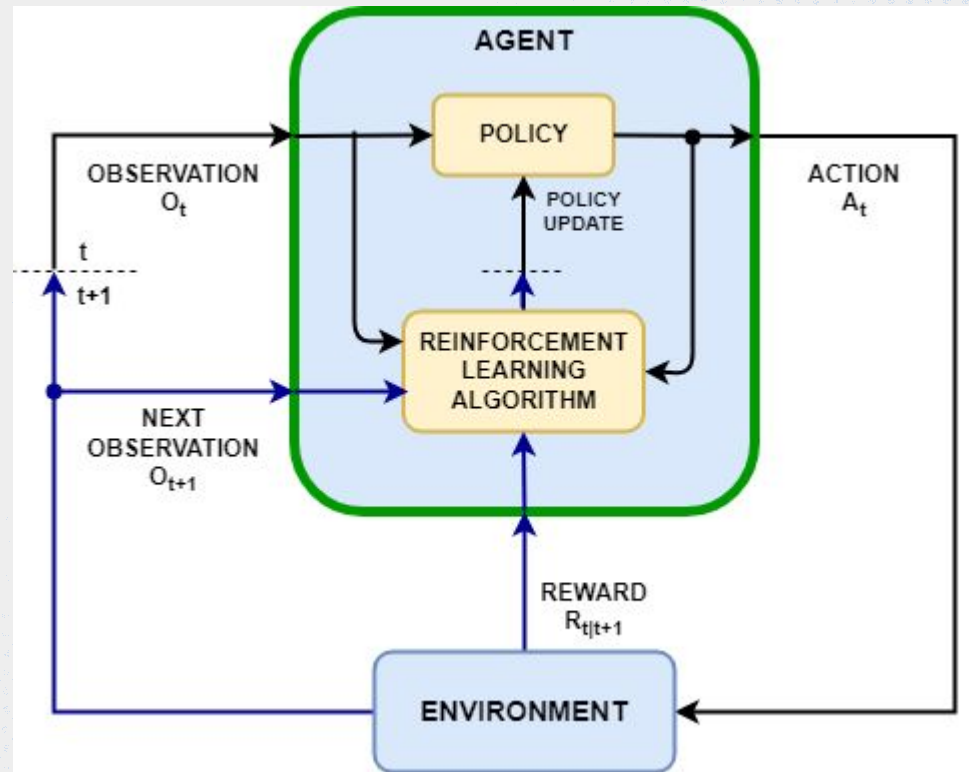 AGENT
POLICY
OBSERVATION
Oₜ
ACTION
Aₜ
POLICY
UPDATE
t
t+1
REINFORCEMENT
LEARNING
ALGORITHM
NEXT
OBSERVATION
Oₜ₊₁
REWARD
Rₜ|ₜ₊₁
ENVIRONMENT